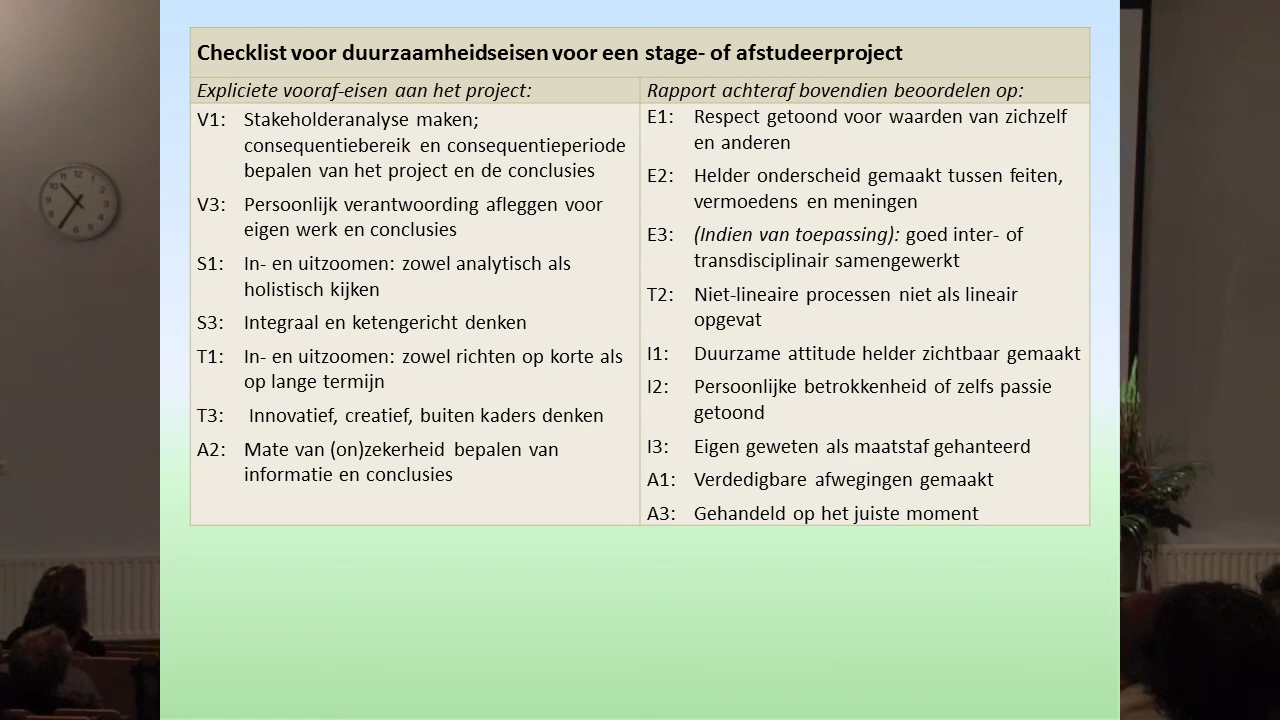 Checklist voor duurzaamheidseisen voor een stage- of afstudeerproject
Expliciete vooraf-eisen aan het project:
V1: Stakeholderanalyse maken;
consequentiebereik en consequentieperiode
bepalen van het project en de conclusies
V3: Persoonlijk verantwoording afleggen voor
eigen werk en conclusies
S1: In- en uitzoomen: zowel analytisch als
holistisch kijken
S3: Integraal en ketengericht denken
T1: In- en uitzoomen: zowel richten op korte als
op lange termijn
T3: Innovatief, creatief, buiten kaders denken
A2: Mate van (on)zekerheid bepalen van
informatie en conclusies
Rapport achteraf bovendien beoordelen op:
E1: Respect getoond voor waarden van zichzelf
en anderen
E2: Helder onderscheid gemaakt tussen feiten,
vermoedens en meningen
E3: (Indien van toepassing): goed inter- of
transdisciplinair samengewerkt
T2: Niet-lineaire processen niet als lineair
opgevat
I1: Duurzame attitude helder zichtbaar gemaakt
I2: Persoonlijke betrokkenheid of zelfs passie
getoond
I3: Eigen geweten als maatstaf gehanteerd
A1: Verdedigbare afwegingen gemaakt
A3: Gehandeld op het juiste moment